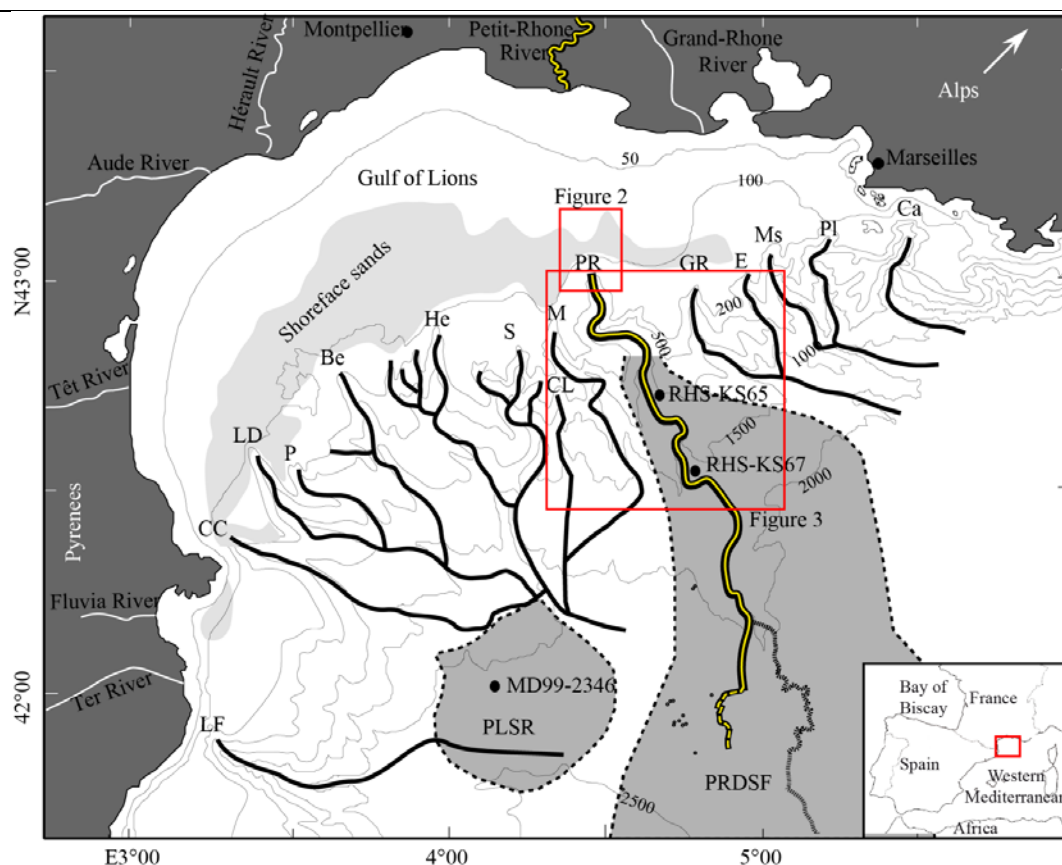 Montpellier
Petit-Rhone
River
Grand-Rhone
River
Hérault River
Alps
Aude River
50
Marseilles
Gulf of Lions
100
Figure 2
Ca
Pl
Ms
N43°00
Shoreface sands
PR
GR
E
200
He
S
M
500
100
Be
Têt River
CL
RHS-KS65
1500
LD
P
RHS-KS67
2000
Figure 3
CC
Pyrenees
Fluvia River
Ter River
42°00
MD99-2346
LF
PLSR
PRDSF
2500
Bay of
Biscay
France
Spain
Western
Mediterranean
Africa
E3°00
4°00
5°00